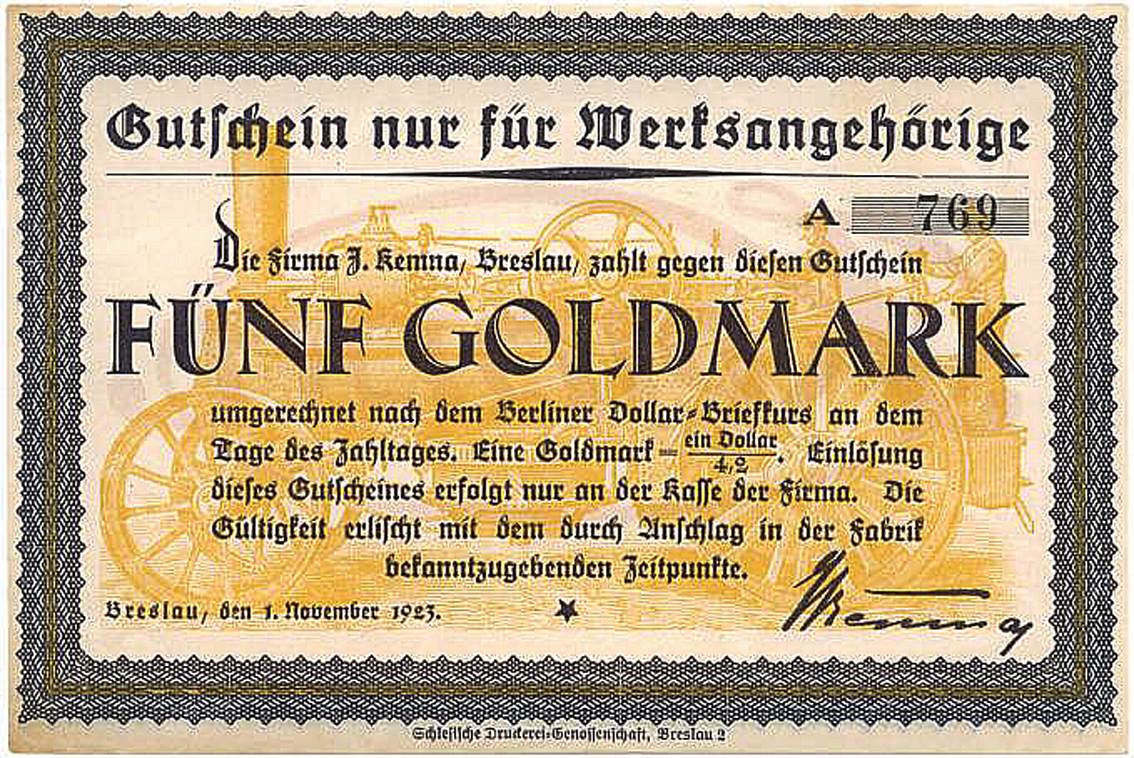 Gutschein nur für Werksangehörige
A 769
Die Firma J. Kemna, Breslau, zahlt gegen diesen Gutschein
FÜNF GOLDMARK
umgerechnet nach dem Berliner Dollar-Briefkurs an dem
Tage des Zahltages. Eine Goldmark = ein Dollar / 4,2. Einlösung
dieses Gutscheines erfolgt nur an der Kasse der Firma. Die
Gültigkeit erlischt mit dem durch Anschlag in der Fabrik
bekanntzugebenden Zeitpunkte.
Breslau, den 1. November 1923.
Kemna
Schlesische Druckerei-Genossenschaft, Breslau 2